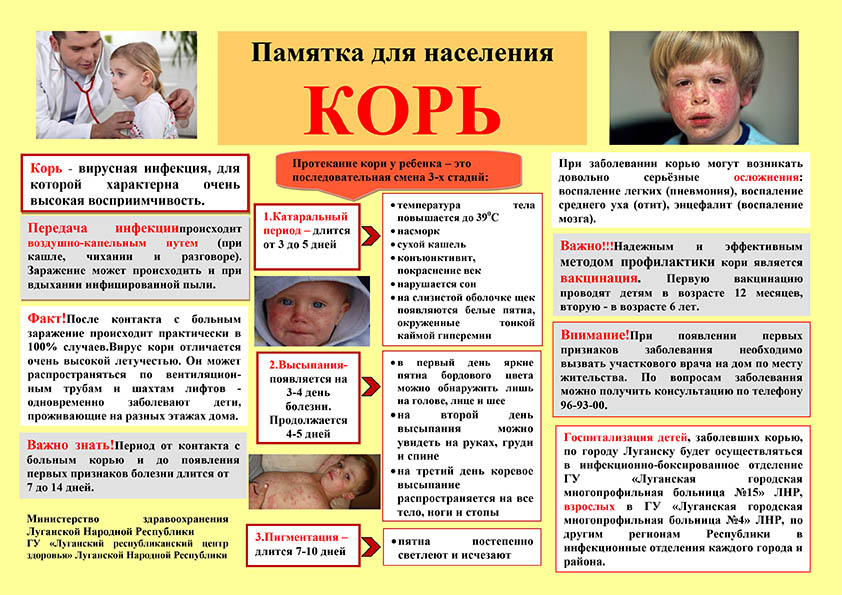 Памятка для населения
КОРЬ
Корь - вирусная инфекция, для
которой характерна очень
высокая восприимчивость.
Передача инфекциипроисходит
воздушно-капельным путем (при
кашле, чихании и разговоре).
Заражение может происходить и при
вдыхании инфицированной пыли.
Факт!После контакта с больным
заражение происходит практически в
100% случаев.Вирус кори отличается
очень высокой летучестью. Он может
распространяться по вентиляцион-
ным трубам и шахтам лифтов -
одновременно заболевают дети,
проживающие на разных этажах дома.
Важно знать!Период от контакта с
больным корью и до появления
первых признаков болезни длится от
7 до 14 дней.
Министерство здравоохранения
Луганской Народной Республики
ГУ «Луганский республиканский центр
здоровья» Луганской Народной Республики
Протекание кори у ребенка – это
последовательная смена 3-х стадий:
1.Катаральный
период – длится
от 3 до 5 дней
• температура тела
повышается до 39⁰С
• насморк
• сухой кашель
• конъюнктивит,
покраснение век
• нарушается сон
• на слизистой оболочке щек
появляются белые пятна,
окруженные тонкой
каймой гиперемии
2.Высыпания-
появляется на
3-4 день
болезни.
Продолжается
4-5 дней
• в первый день яркие
пятна бордового цвета
можно обнаружить лишь
на голове, лице и шее
• на второй день
высыпания можно
увидеть на руках, груди
и спине
• на третий день коревое
высыпание
распространяется на все
тело, ноги и стопы
3.Пигментация –
длится 7-10 дней
• пятна постепенно
светлеют и исчезают
При заболевании корью могут возникать
довольно серьёзные осложнения:
воспаление легких (пневмония), воспаление
среднего уха (отит), энцефалит (воспаление
мозга).
Важно!!!Надежным и эффективным
методом профилактики кори является
вакцинация. Первую вакцинацию
проводят детям в возрасте 12 месяцев,
вторую - в возрасте 6 лет.
Внимание!При появлении первых
признаков заболевания необходимо
вызвать участкового врача на дом по месту
жительства. По вопросам заболевания
можно получить консультацию по телефону
96-93-00.
Госпитализация детей, заболевших корью,
по городу Луганску будет осуществляться
в инфекционно-боксированное отделение
ГУ «Луганская городская
многопрофильная больница №15» ЛНР,
взрослых в ГУ «Луганская городская
многопрофильная больница №4» ЛНР, по
другим регионам Республики в
инфекционные отделения каждого города и
района.